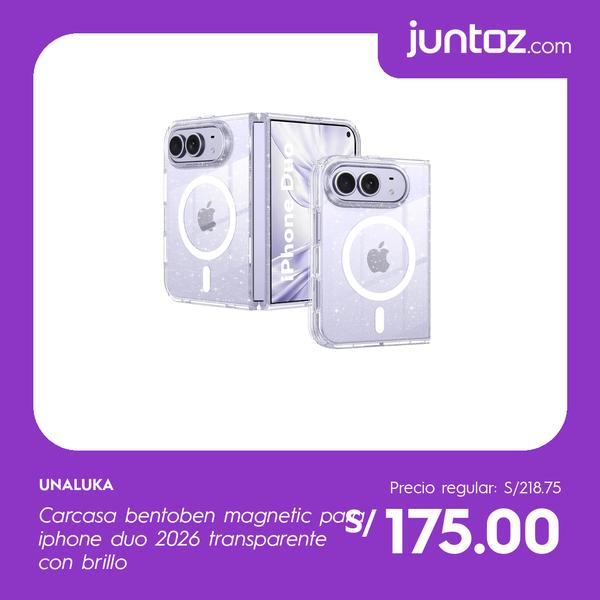 juntoz.com
iPhone Duo
UNALUKA
Precio regular: S/218.75
Carcasa bentoben magnetic para
iphone duo 2026 transparente
con brillo
S/ 175.00